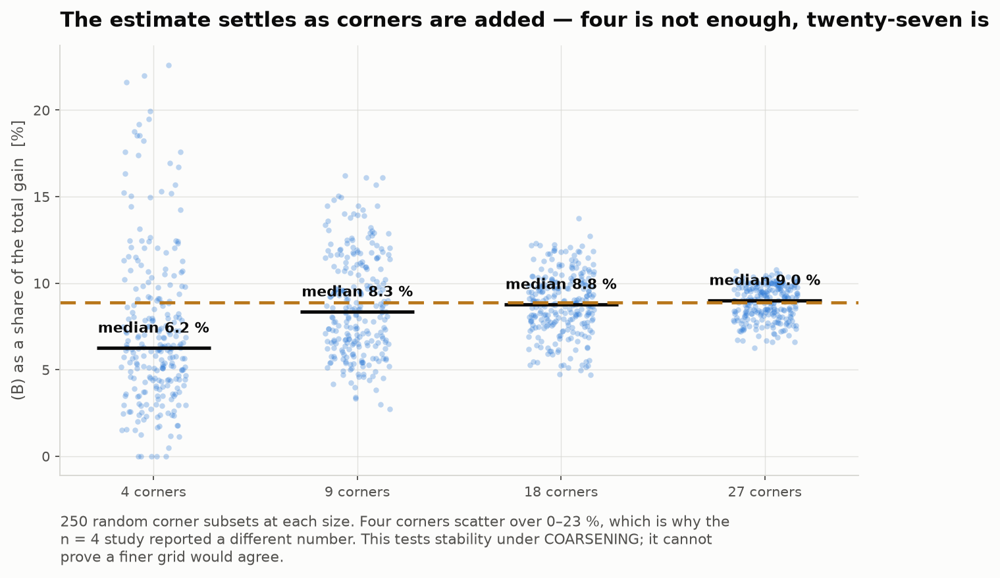 The estimate settles as corners are added — four is not enough, twenty-seven is
(B) as a share of the total gain [%]
20
15
10
5
0
median 6.2 %
median 8.3 %
median 8.8 %
median 9.0 %
4 corners
9 corners
18 corners
27 corners
250 random corner subsets at each size. Four corners scatter over 0–23 %, which is why the
n = 4 study reported a different number. This tests stability under COARSENING; it cannot
prove a finer grid would agree.